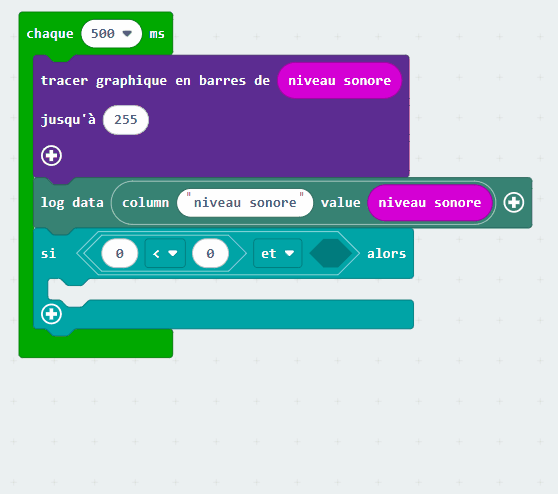 chaque 500 ms
tracer graphique en barres de niveau sonore
jusqu'à 255
log data column "niveau sonore" value niveau sonore
si 0 < 0 et alors